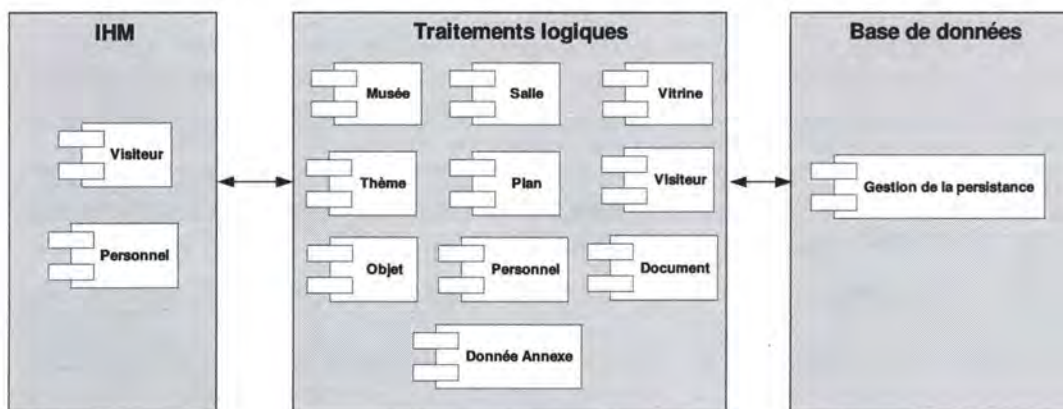 IHM
Visiteur
Personnel
Traitements logiques
Musée
Salle
Vitrine
Thème
Plan
Visiteur
Objet
Personnel
Document
Donnée Annexe
Base de données
Gestion de la persistance